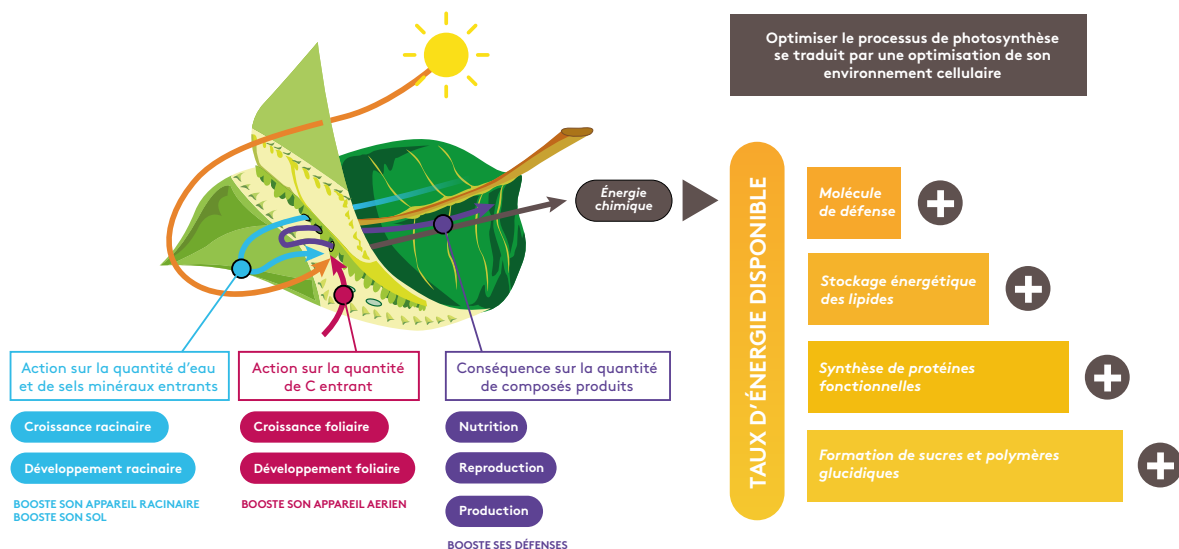 Optimiser le processus de photosynthèse
se traduit par une optimisation de son
environnement cellulaire
Énergie
chimique
TAUX D'ÉNERGIE DISPONIBLE
Molécule
de défense
Stockage énergétique
des lipides
Synthèse de protéines
fonctionnelles
Formation de sucres et polymères
glucidiques
Action sur la quantité d'eau
et de sels minéraux entrants
Croissance racinaire
Développement racinaire
BOOSTE SON APPAREIL RACINAIRE
BOOSTE SON SOL
Action sur la quantité
de C entrant
Croissance foliaire
Développement foliaire
BOOSTE SON APPAREIL AERIEN
Conséquence sur la quantité
de composés produits
Nutrition
Reproduction
Production
BOOSTE SES DÉFENSES